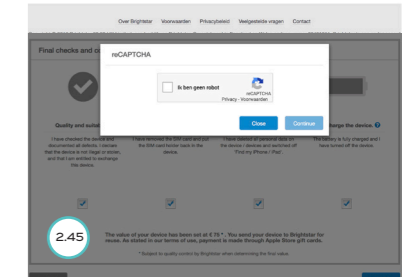 Over Brightstar Voorwaarden Privacybeleid Veelgestelde vragen Contact
Final checks and co
reCAPTCHA
Ik ben geen robot
reCAPTCHA
Privacy - Voorwaarden
Close Continue
Quality and suitab
I have checked the device and
documented all defects. I declare
that the device is not illegal or stolen,
and that I am entitled to exchange
this device.
I have removed the SIM card and put
the SIM card holder back in the
device.
I have deleted all personal data on
the device / devices and switched off
'Find my iPhone / iPad'.
charge the device.
The battery is fully charged and I
have turned off the device.
2.45
The value of your device has been set at € 75 *. You send your device to Brightstar for
reuse. As stated in our terms of use, payment is made through Apple Store gift cards.
* Subject to quality control by Brightstar when determining the final value